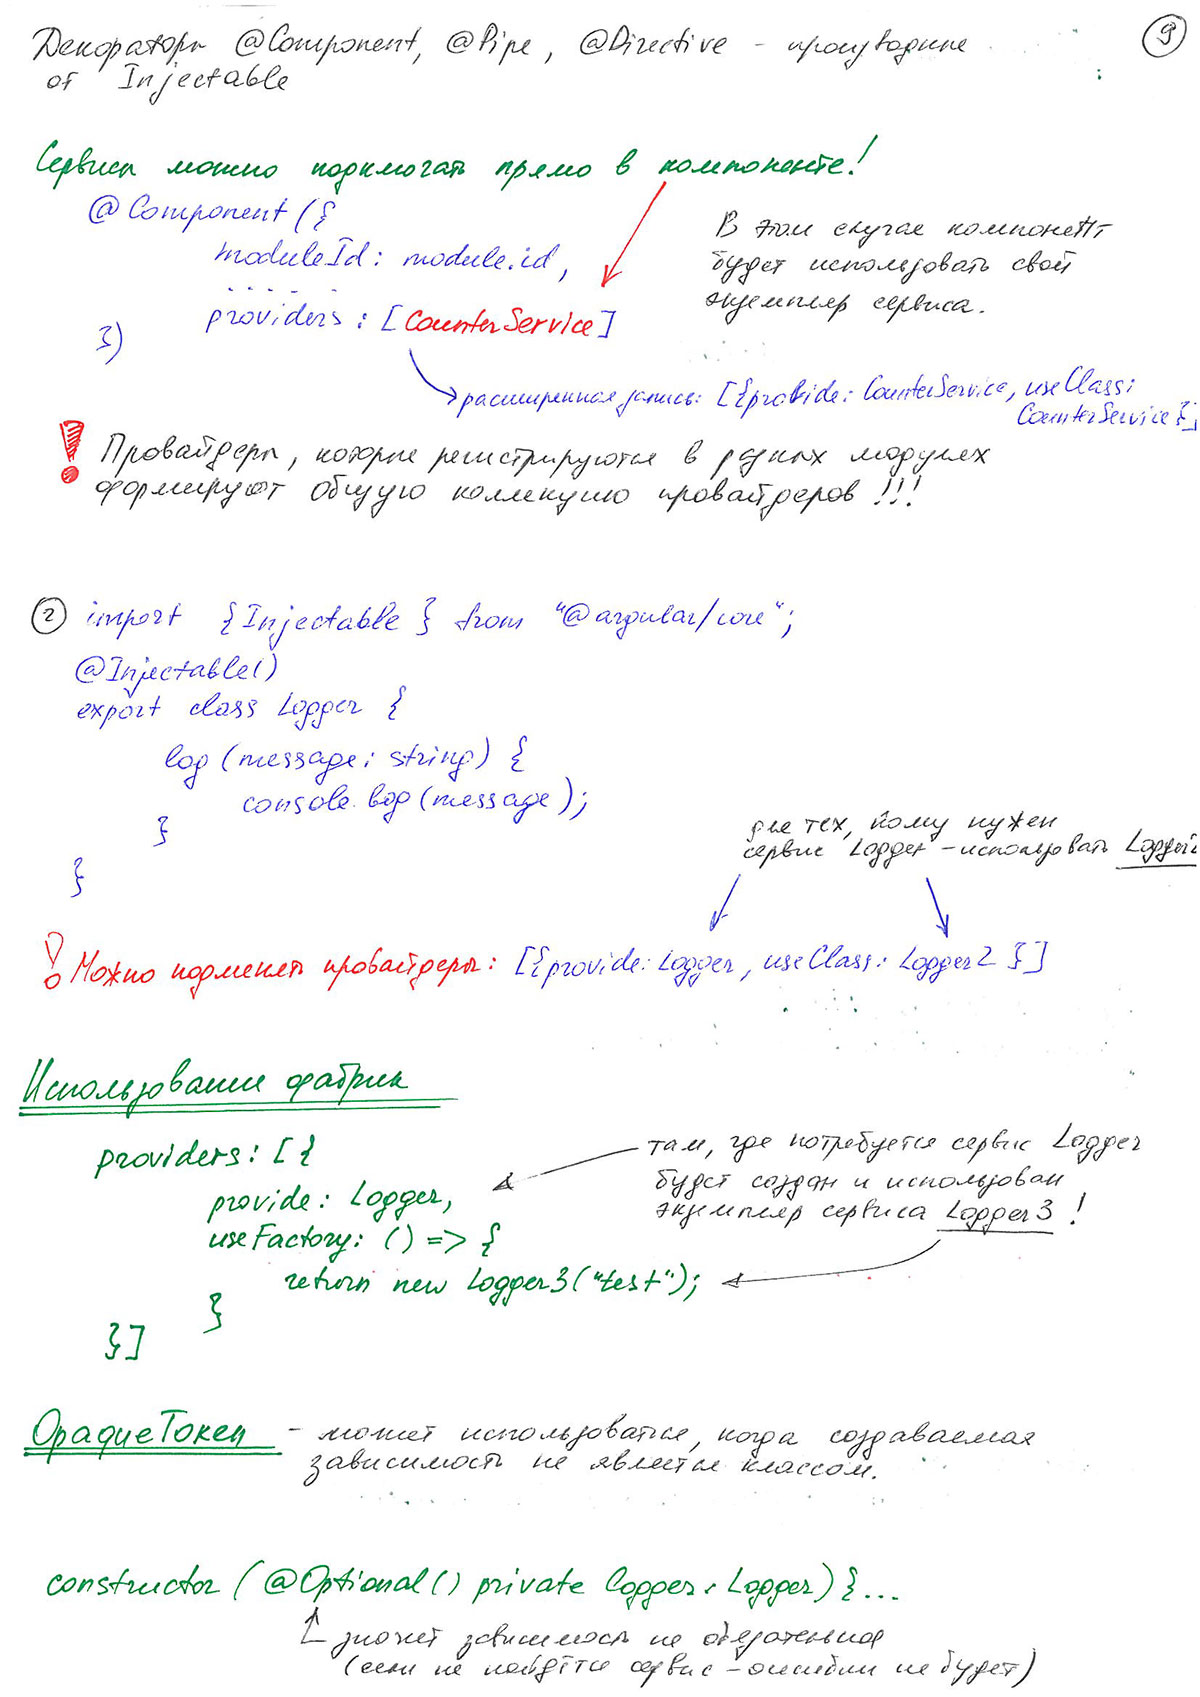 Декораторы @Component, @Pipe, @Directive - производные
от Injectable
9
Сервисы можно подключать прямо в компоненте!
@Component({
moduleId: module.id,
. . . . . .
providers: [CounterService]
})
В этом случае компонент
будет использовать свой
экземпляр сервиса.
расширенная запись: [{provide: CounterService, useClass:
CounterService}]
! Провайдеры, которые регистрируются в разных модулях
формируют общую коллекцию провайдеров!!!
2 import {Injectable} from "@angular/core";
@Injectable()
export class Logger {
log(message: string) {
console.log(message);
}
}
для тех, кому нужен
сервис Logger - использовать Logger2
! Можно подменять провайдеры: [{provide: Logger, useClass: Logger2}]
Использование фабрик
providers: [{
provide: Logger,
useFactory: () => {
return new Logger3("test");
}
}]
там, где потребуется сервис Logger
будет создан и использован
экземпляр сервиса Logger3!
OpaqueToken - может использоваться, когда создаваемая
зависимость не является классом.
constructor(@Optional() private logger: Logger){...
значит зависимость не обязательная
(если не найдётся сервис - ошибки не будет)